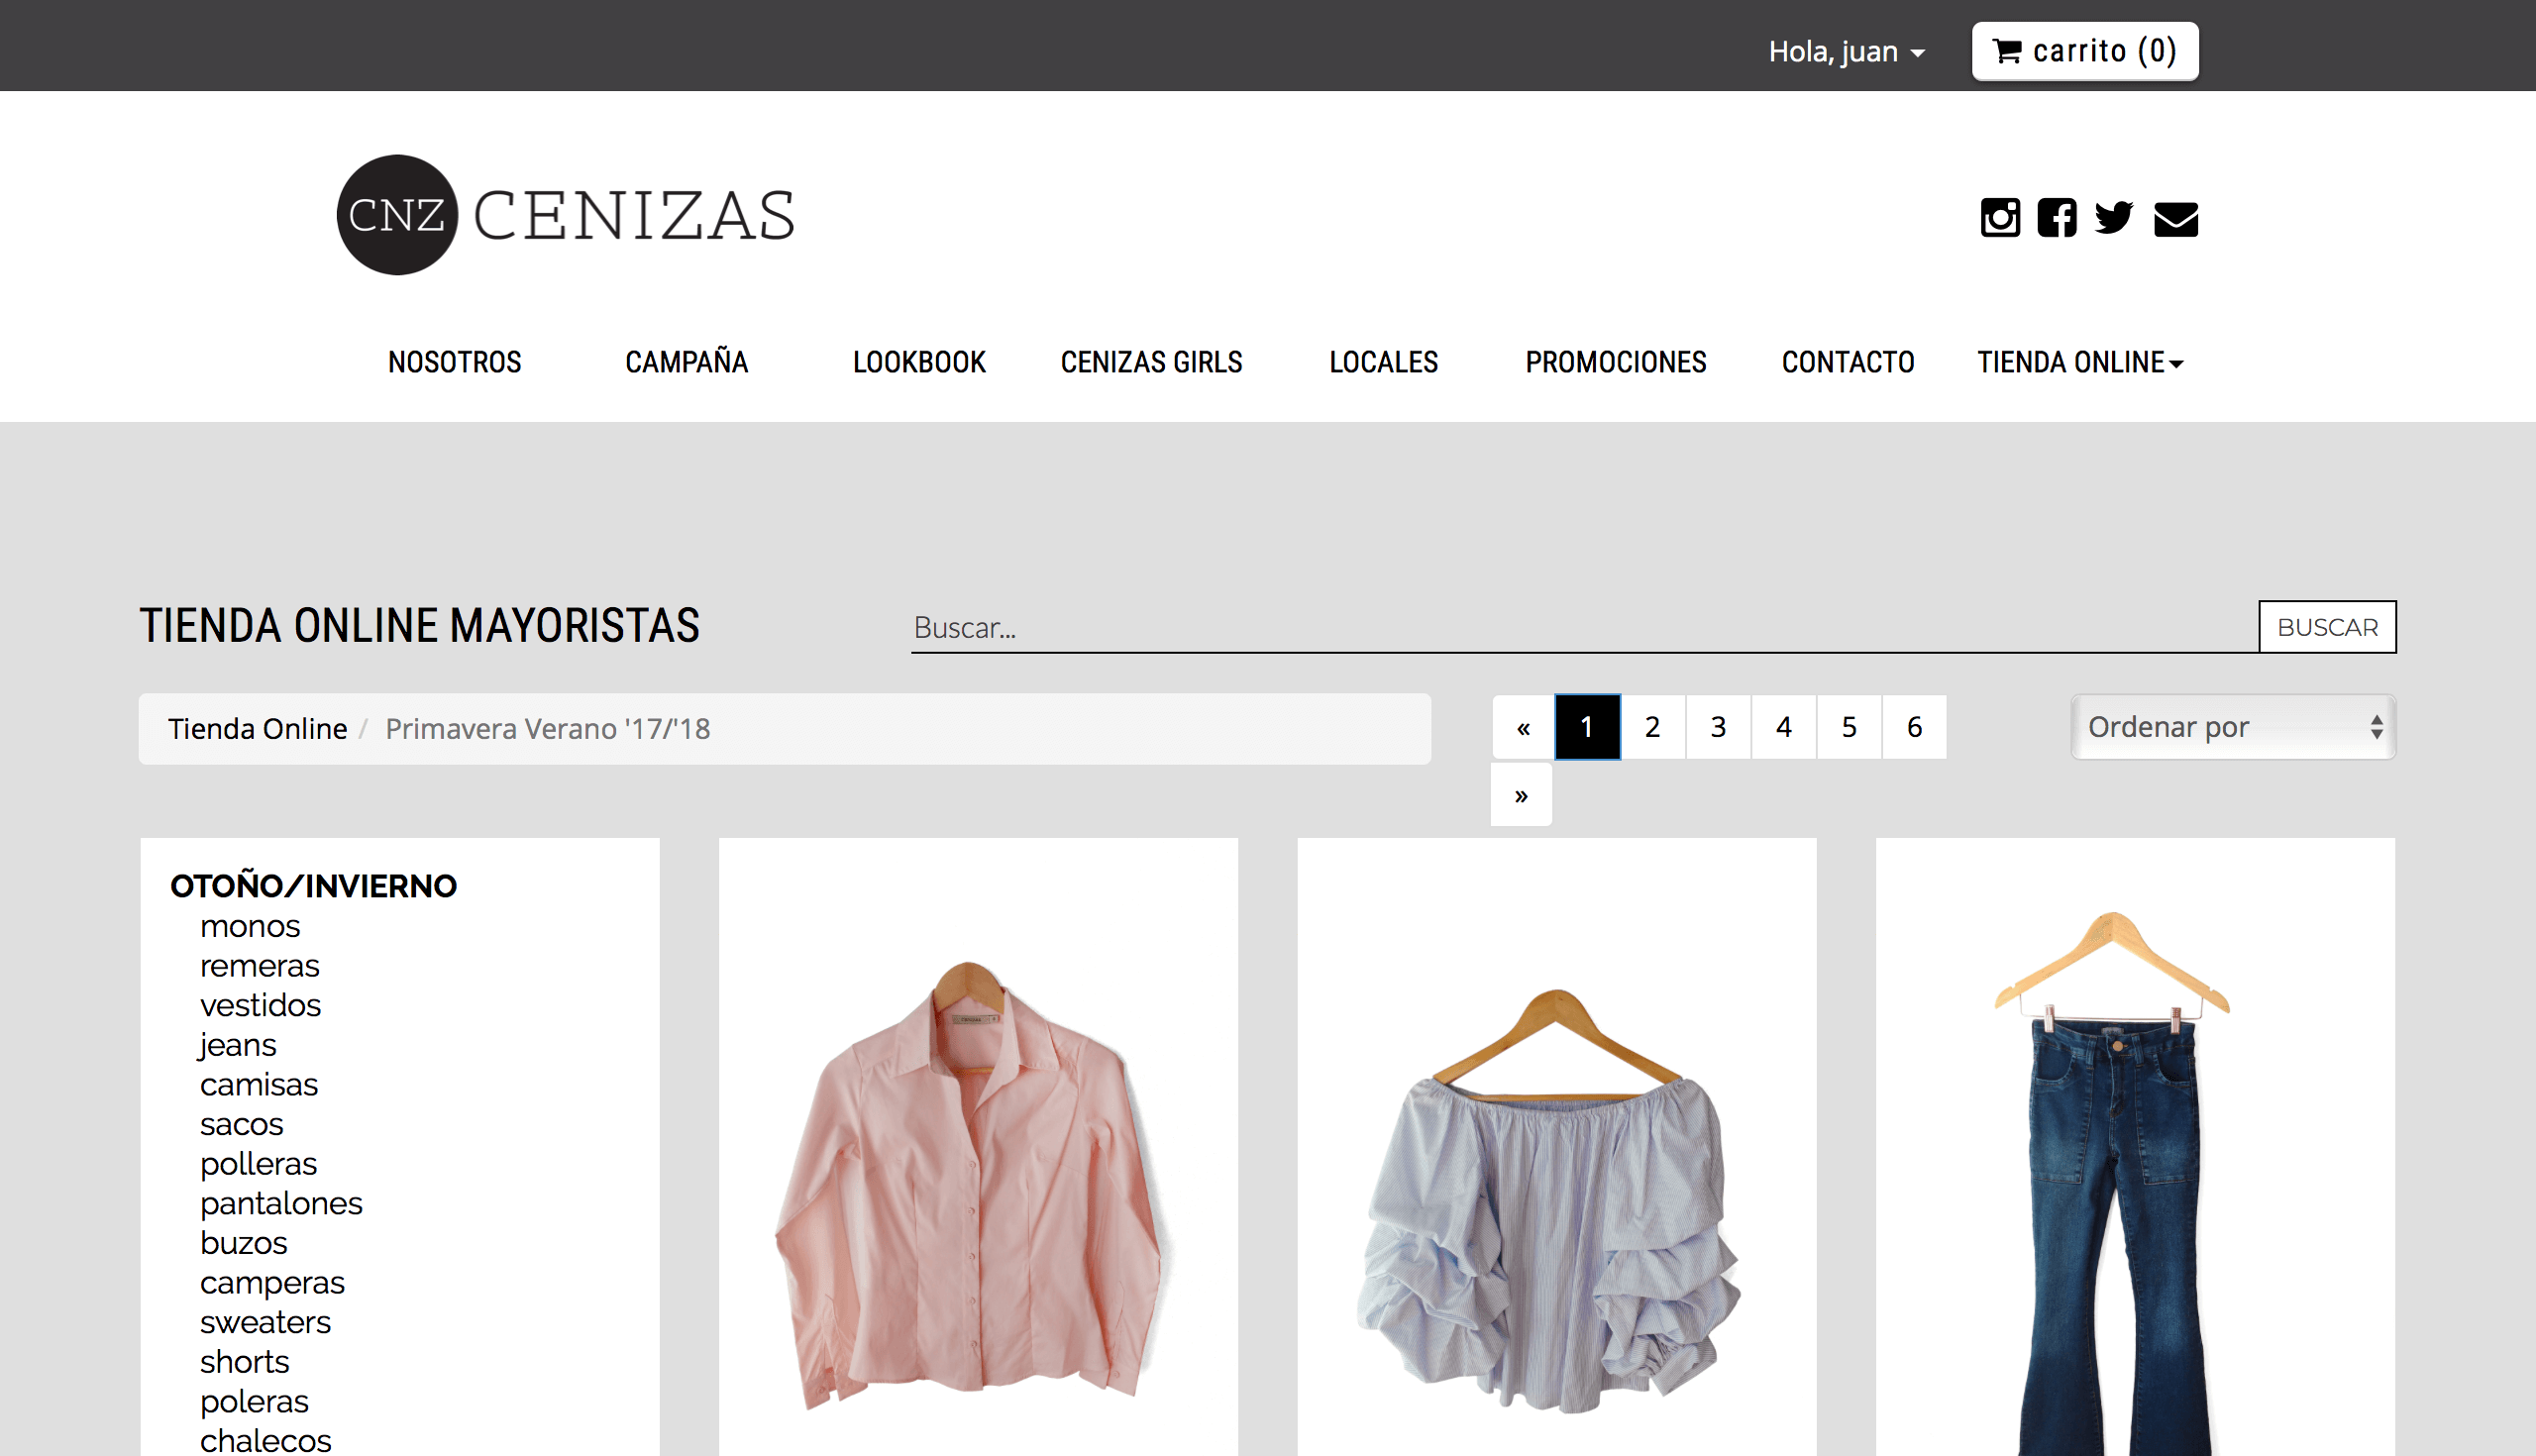 Hola, juan
carrito (0)
CNZ CENIZAS
NOSOTROS CAMPAÑA LOOKBOOK CENIZAS GIRLS LOCALES PROMOCIONES CONTACTO TIENDA ONLINE
TIENDA ONLINE MAYORISTAS
Buscar...
BUSCAR
Tienda Online / Primavera Verano '17/'18
« 1 2 3 4 5 6
»
Ordenar por
OTOÑO/INVIERNO
monos
remeras
vestidos
jeans
camisas
sacos
polleras
pantalones
buzos
camperas
sweaters
shorts
poleras
chalecos